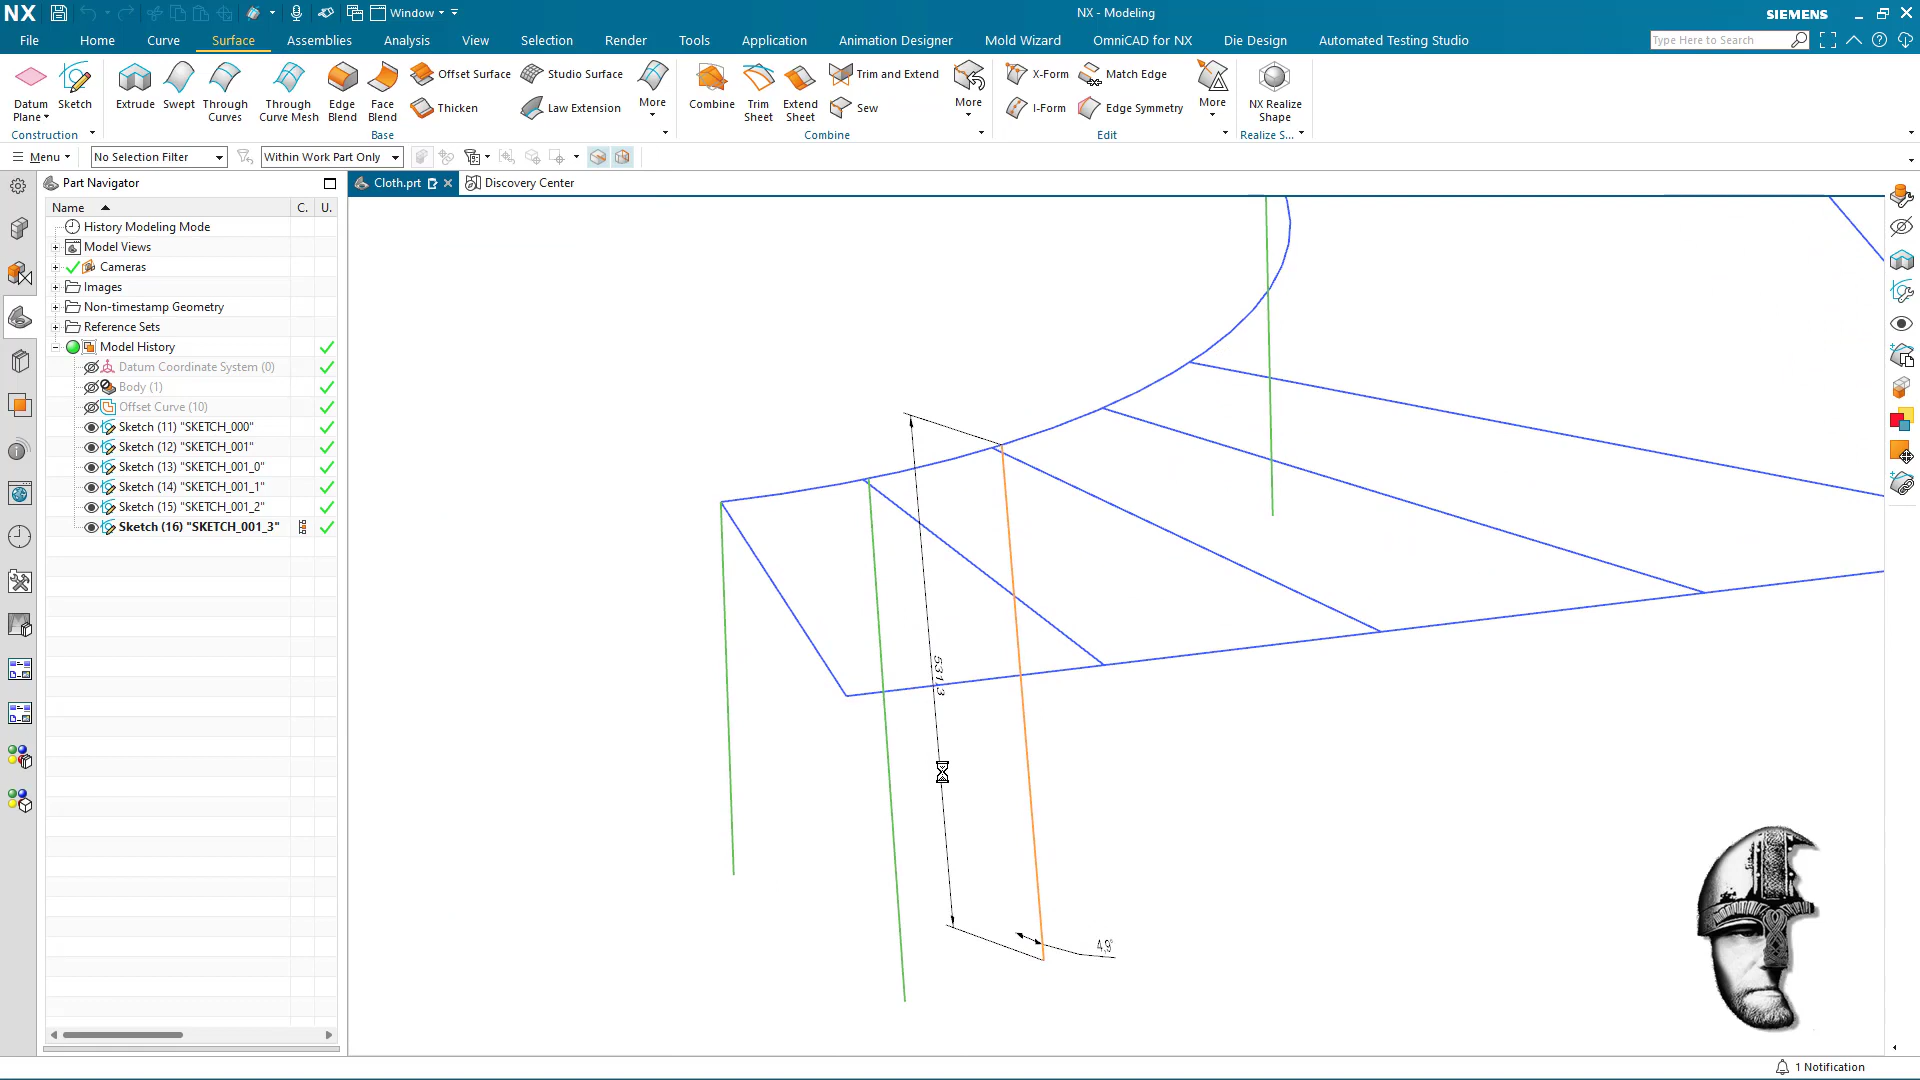 NX
Window
NX - Modeling
SIEMENS
File
Home
Curve
Surface
Assemblies
Analysis
View
Selection
Render
Tools
Application
Animation Designer
Mold Wizard
OmniCAD for NX
Die Design
Automated Testing Studio
Type Here to Search
Datum Plane
Sketch
Extrude
Swept
Through Curves
Through Curve Mesh
Edge Blend
Face Blend
Offset Surface
Thicken
Studio Surface
Law Extension
More
Combine
Trim Sheet
Extend Sheet
Trim and Extend
Sew
More
X-Form
I-Form
Match Edge
Edge Symmetry
More
NX Realize Shape
Construction
Base
Combine
Edit
Realize S...
Menu
No Selection Filter
Within Work Part Only
Part Navigator
Cloth.prt
Discovery Center
Name
C.
U.
History Modeling Mode
Model Views
Cameras
Images
Non-timestamp Geometry
Reference Sets
Model History
Datum Coordinate System (0)
Body (1)
Offset Curve (10)
Sketch (11) "SKETCH_000"
Sketch (12) "SKETCH_001"
Sketch (13) "SKETCH_001_0"
Sketch (14) "SKETCH_001_1"
Sketch (15) "SKETCH_001_2"
Sketch (16) "SKETCH_001_3"
531,3
4,9°
1 Notification